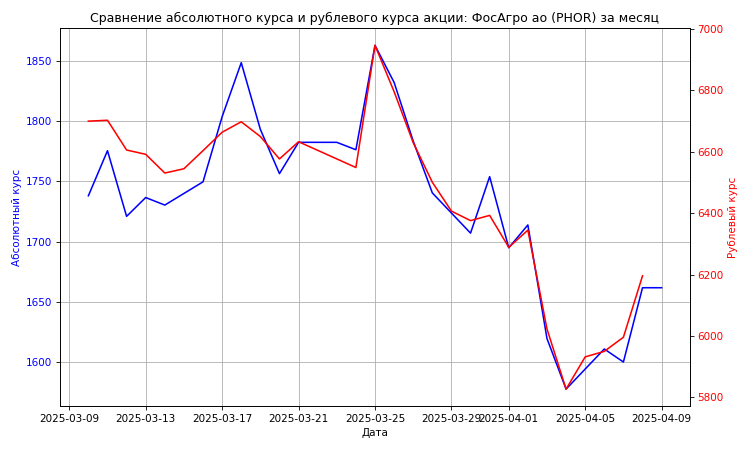 Сравнение абсолютного курса и рублевого курса акции: ФосАгро ао (PHOR) за месяц
7000
1850
6800
1800
6600
1750
Абсолютный курс
Рублевый курс
6400
1700
6200
1650
6000
1600
5800
2025-03-09 2025-03-13 2025-03-17 2025-03-21 2025-03-25 2025-03-29 2025-04-01 2025-04-05 2025-04-09
Дата